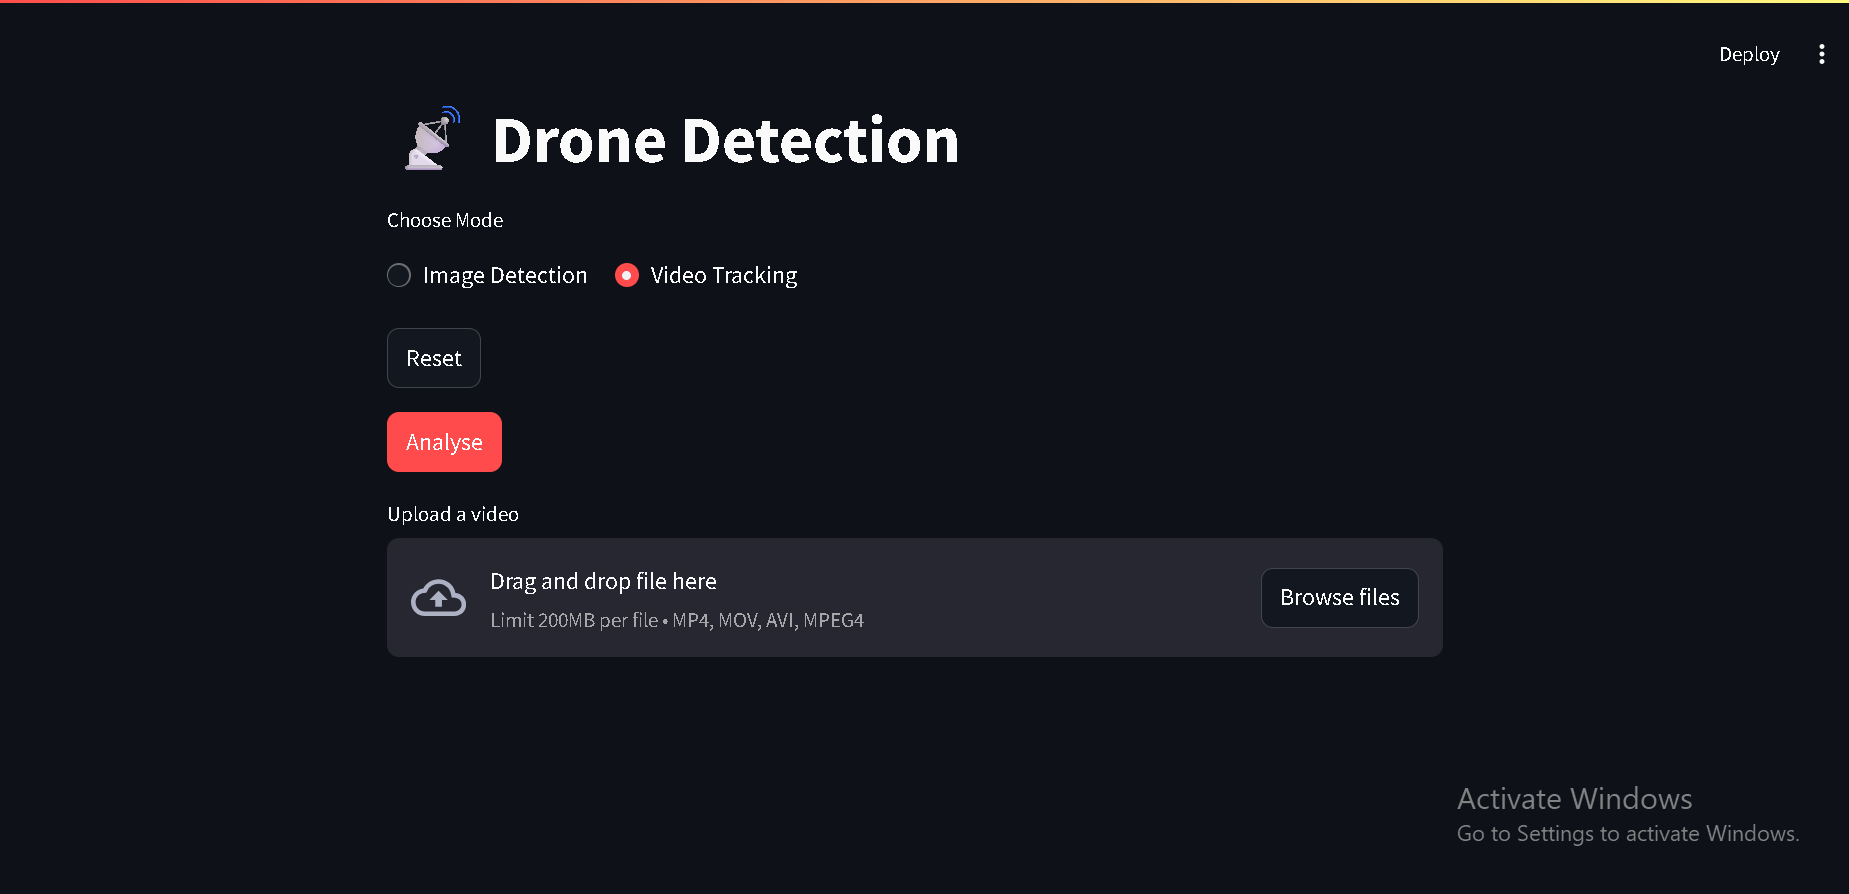 Deploy
Drone Detection
Choose Mode
Image Detection Video Tracking
Reset
Analyse
Upload a video
Drag and drop file here
Limit 200MB per file • MP4, MOV, AVI, MPEG4
Browse files
Activate Windows
Go to Settings to activate Windows.